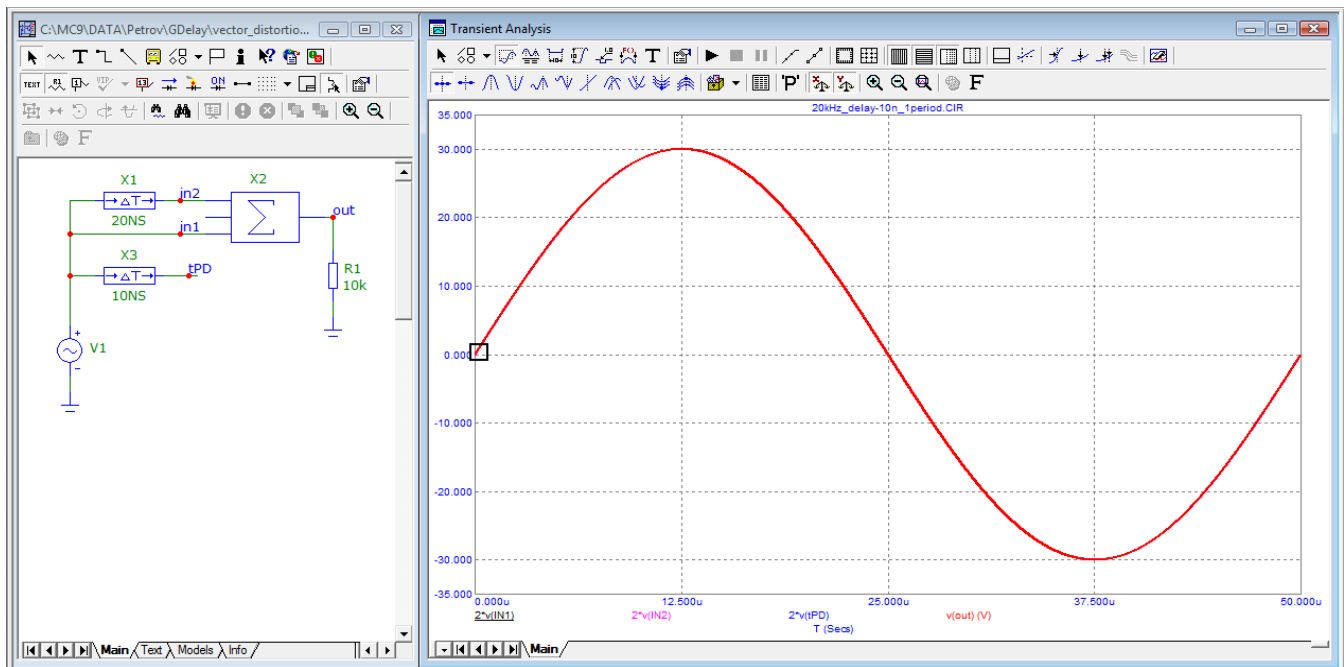 C:\MC9\DATA\Petrov\GDelay\vector_distortio...
TEXT
X1
in2
20NS
X2
out
in1
X3
tPD
10NS
R1
10k
+
V1
-
Main Text Models Info
Transient Analysis
T
'P'
F
20kHz_delay-10n_1period.CIR
35.000
30.000
20.000
10.000
0.000
-10.000
-20.000
-30.000
-35.000
0.000u 12.500u 25.000u 37.500u 50.000u
2*v(IN1) 2*v(IN2) 2*v(tPD) v(out) (V)
T (Secs)
Main